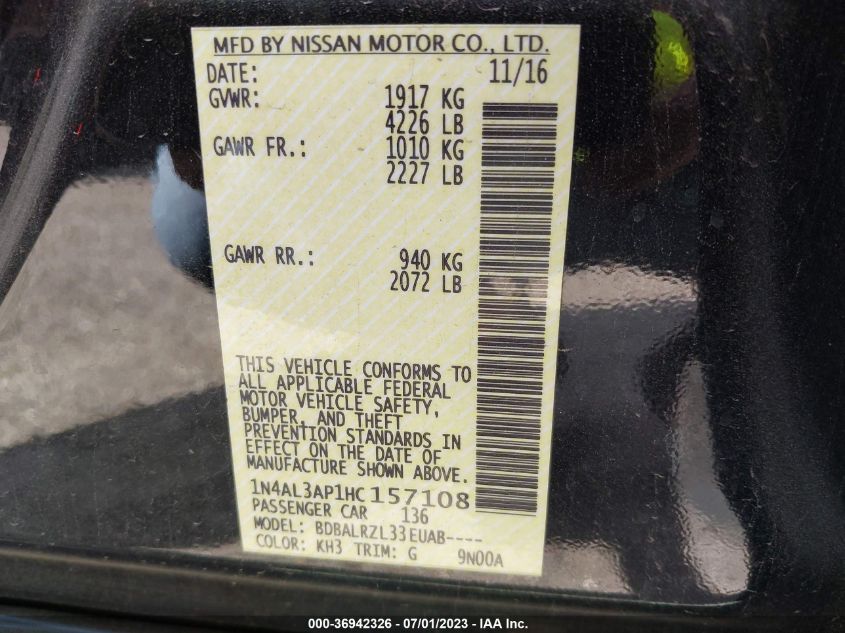 MFD BY NISSAN MOTOR CO., LTD.
DATE: 11/16
GVWR: 1917 KG
4226 LB
GAWR FR.: 1010 KG
2227 LB
GAWR RR.: 940 KG
2072 LB
THIS VEHICLE CONFORMS TO
ALL APPLICABLE FEDERAL
MOTOR VEHICLE SAFETY,
BUMPER, AND THEFT
PREVENTION STANDARDS IN
EFFECT ON THE DATE OF
MANUFACTURE SHOWN ABOVE.
1N4AL3AP1HC157108
PASSENGER CAR 136
MODEL: BDBALRZL33EUAB----
COLOR: KH3 TRIM: G 9N00A
000-36942326 - 07/01/2023 - IAA Inc.